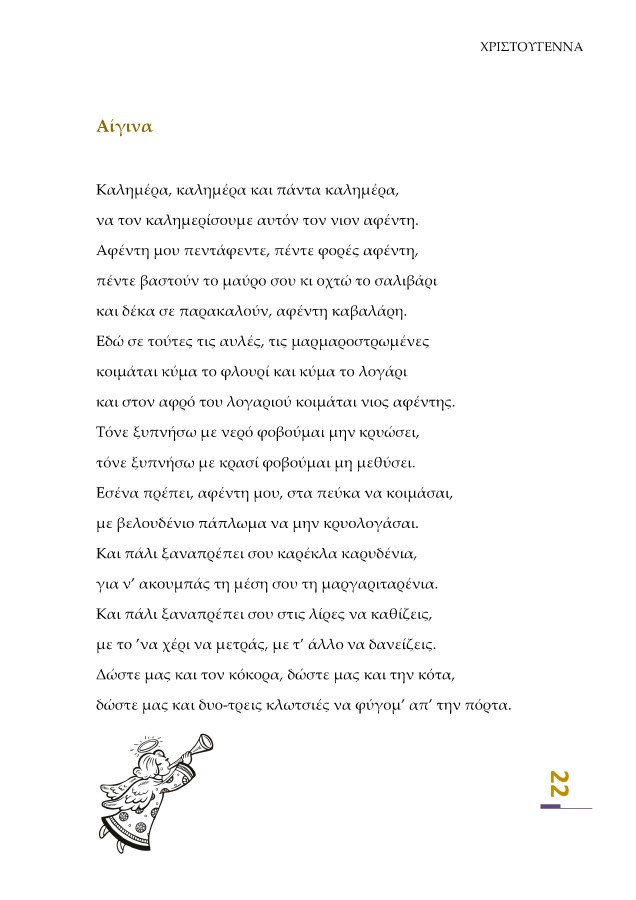 ΧΡΙΣΤΟΥΓΕΝΝΑ
Αίγινα
Καλημέρα, καλημέρα και πάντα καλημέρα,
να τον καλημερίσουμε αυτόν τον νιον αφέντη.
Αφέντη μου πεντάφεντε, πέντε φορές αφέντη,
πέντε βαστούν το μαύρο σου κι οχτώ το σαλιβάρι
και δέκα σε παρακαλούν, αφέντη καβαλάρη.
Εδώ σε τούτες τις αυλές, τις μαρμαροστρωμένες
κοιμάται κύμα το φλουρί και κύμα το λογάρι
και στον αφρό του λογαριού κοιμάται νιος αφέντης.
Τόνε ξυπνήσω με νερό φοβούμαι μην κρυώσει,
τόνε ξυπνήσω με κρασί φοβούμαι μη μεθύσει.
Εσένα πρέπει, αφέντη μου, στα πεύκα να κοιμάσαι,
με βελουδένιο πάπλωμα να μην κρυολογάσαι.
Και πάλι ξαναπρέπει σου καρέκλα καρυδένια,
για ν’ ακουμπάς τη μέση σου τη μαργαριταρένια.
Και πάλι ξαναπρέπει σου στις λίρες να καθίζεις,
με το ’να χέρι να μετράς, με τ’ άλλο να δανείζεις.
Δώστε μας και τον κόκορα, δώστε μας και την κότα,
δώστε μας και δυο-τρεις κλωτσιές να φύγομ’ απ’ την πόρτα.
22